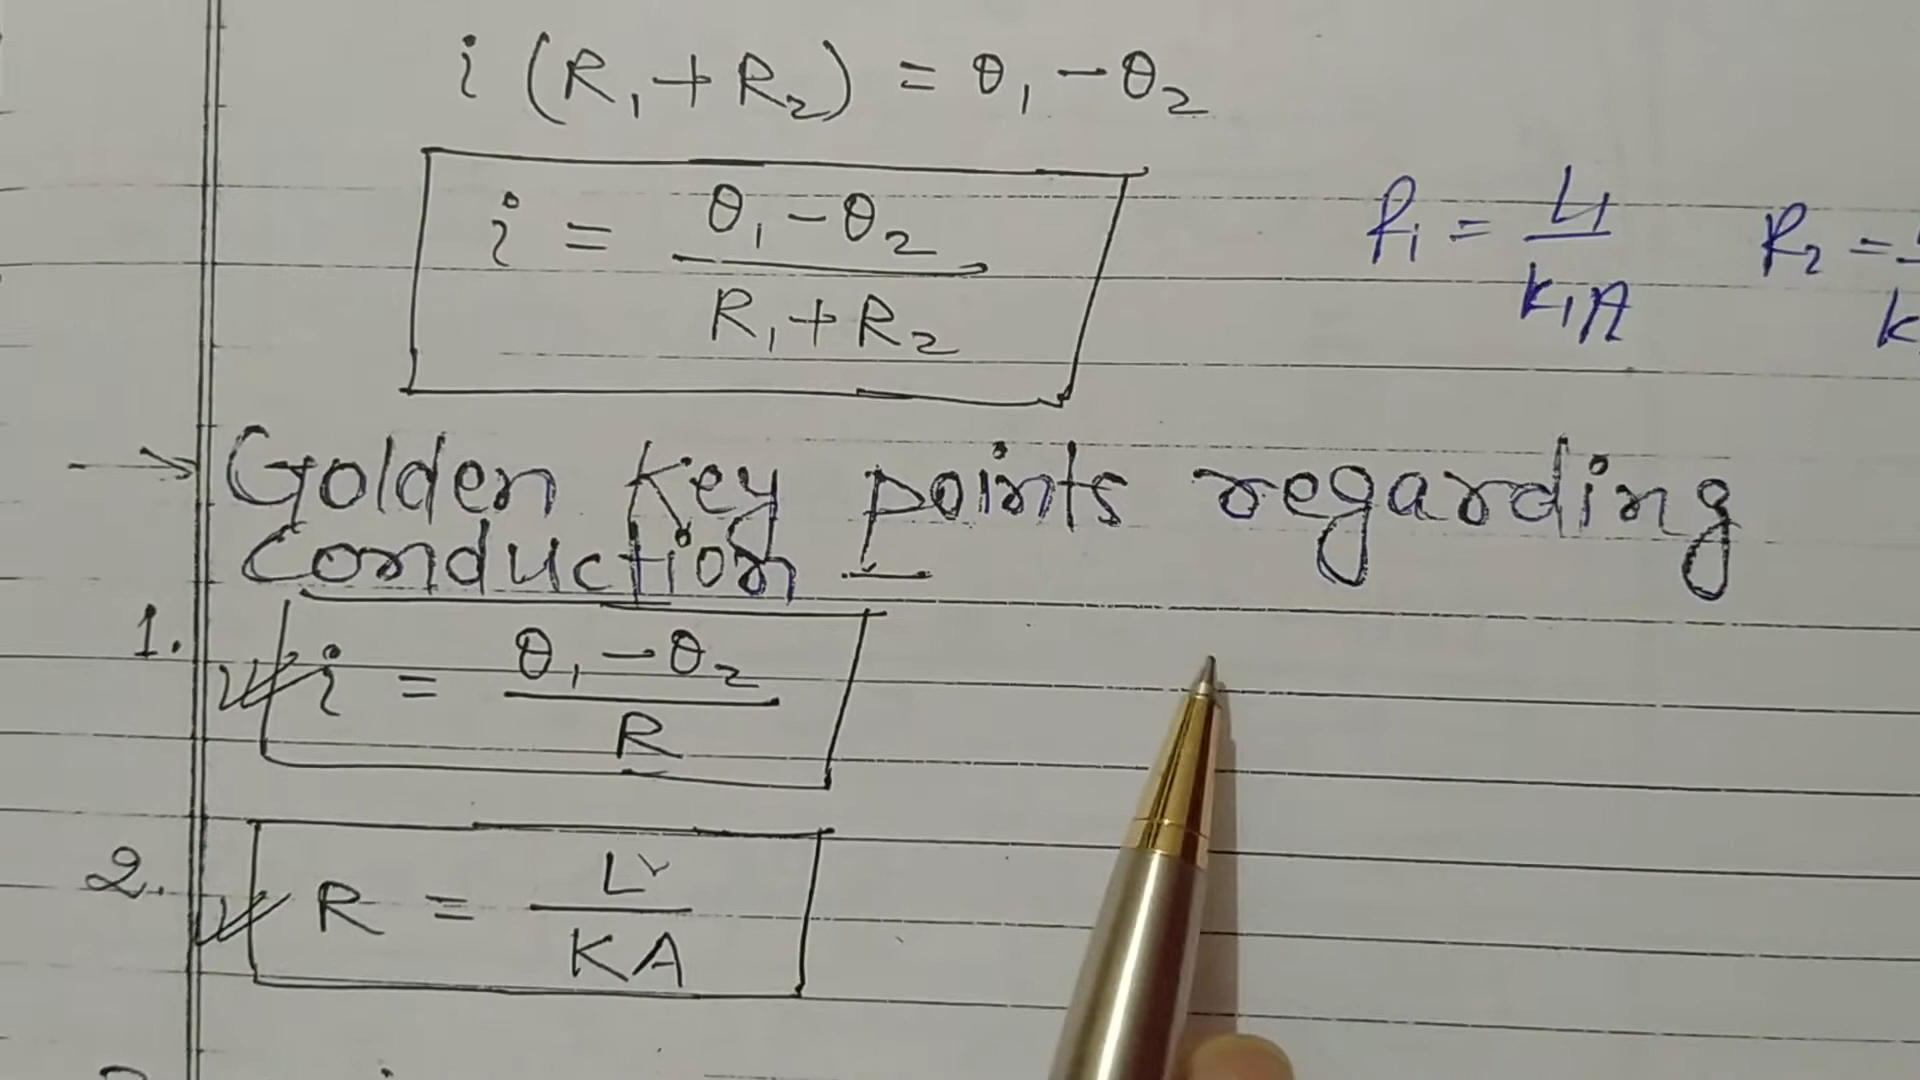 i (R₁+R₂) = θ₁-θ₂
i = θ₁-θ₂ / R₁+R₂
R₁ = L₁ / K₁A R₂ =
→ Golden Key points regarding
Conduction —
1. i = θ₁-θ₂ / R
2. R = L / KA